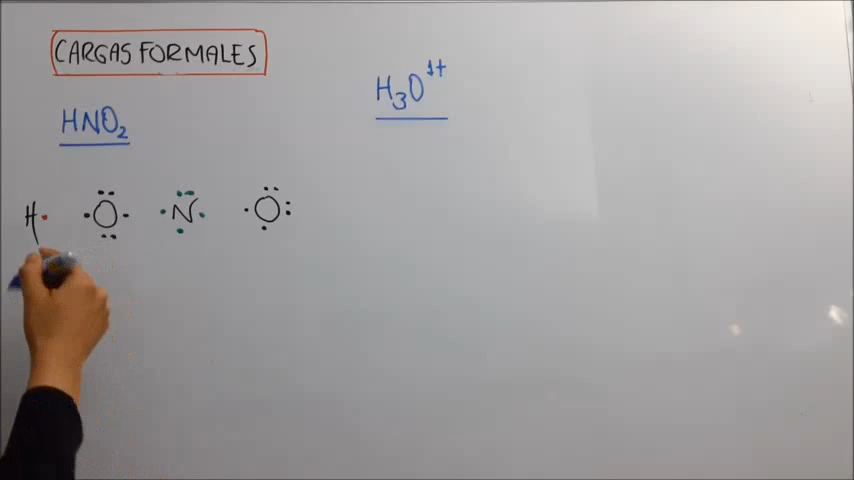 CARGAS FORMALES
H₃O¹⁺
HNO₂
H O N O